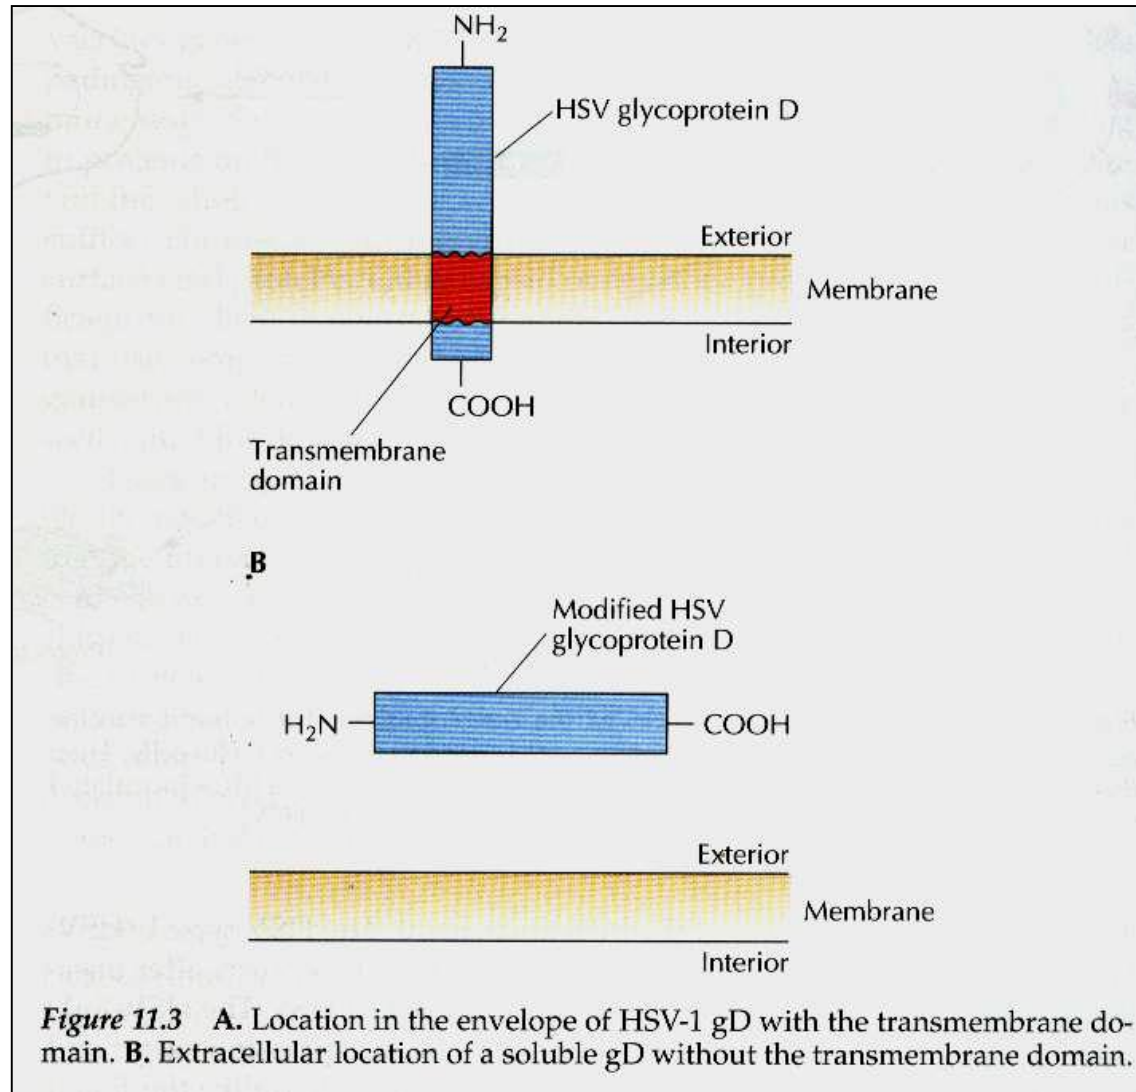 NH2
HSV glycoprotein D
Exterior
Membrane
Interior
COOH
Transmembrane
domain
B
Modified HSV
glycoprotein D
H2N
COOH
Exterior
Membrane
Interior
Figure 11.3 A. Location in the envelope of HSV-1 gD with the transmembrane do-
main. B. Extracellular location of a soluble gD without the transmembrane domain.